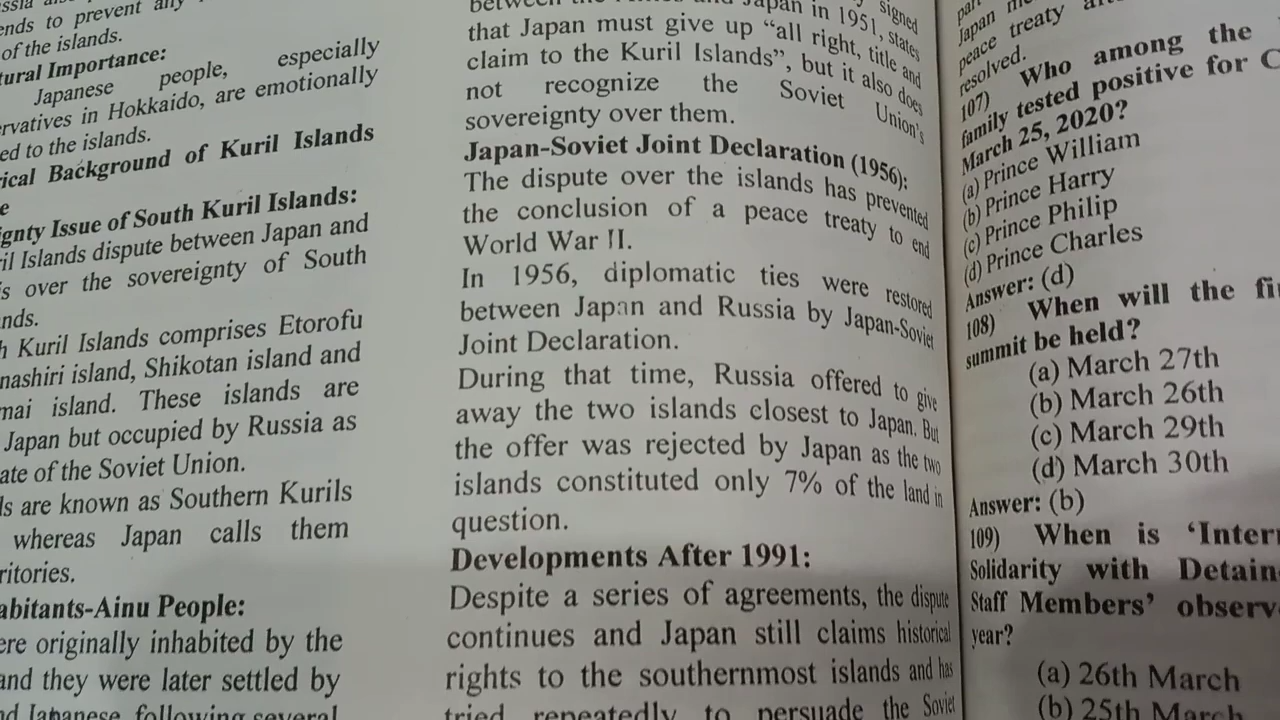 ends to prevent any
of the islands.
tural Importance:
Japanese people, especially
rvatives in Hokkaido, are emotionally
ed to the islands.
ical Background of Kuril Islands
e
ignty Issue of South Kuril Islands:
il Islands dispute between Japan and
s over the sovereignty of South
nds.
h Kuril Islands comprises Etorofu
nashiri island, Shikotan island and
mai island. These islands are
Japan but occupied by Russia as
ate of the Soviet Union.
ls are known as Southern Kurils
whereas Japan calls them
ritories.
abitants-Ainu People:
ere originally inhabited by the
and they were later settled by
nd Japanese following several
between the and Japan in 1951, states
that Japan must give up “all right, title and
claim to the Kuril Islands”, but it also does
not recognize the Soviet Union's
sovereignty over them.
Japan-Soviet Joint Declaration (1956):
The dispute over the islands has prevented
the conclusion of a peace treaty to end
World War II.
In 1956, diplomatic ties were restored
between Japan and Russia by Japan-Soviet
Joint Declaration.
During that time, Russia offered to give
away the two islands closest to Japan. But
the offer was rejected by Japan as the two
islands constituted only 7% of the land in
question.
Developments After 1991:
Despite a series of agreements, the dispute
continues and Japan still claims historical
rights to the southernmost islands and has
tried repeatedly to persuade the Soviet
Japan
peace treaty
resolved.
107) Who among the
family tested positive for C
March 25, 2020?
(a) Prince William
(b) Prince Harry
(c) Prince Philip
(d) Prince Charles
Answer: (d)
108) When will the fi
summit be held?
(a) March 27th
(b) March 26th
(c) March 29th
(d) March 30th
Answer: (b)
109) When is ‘Inter
Solidarity with Detain
Staff Members’ observ
year?
(a) 26th March
(b) 25th March